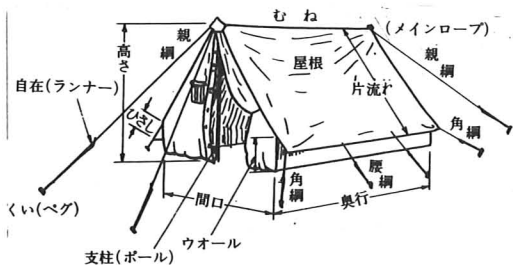 むね
(メインロープ)
親綱
高さ
屋根
親綱
自在(ランナー)
片流れ
ひさし
角綱
くい(ペグ)
間口
角綱
腰綱
奥行
ウオール
支柱(ポール)